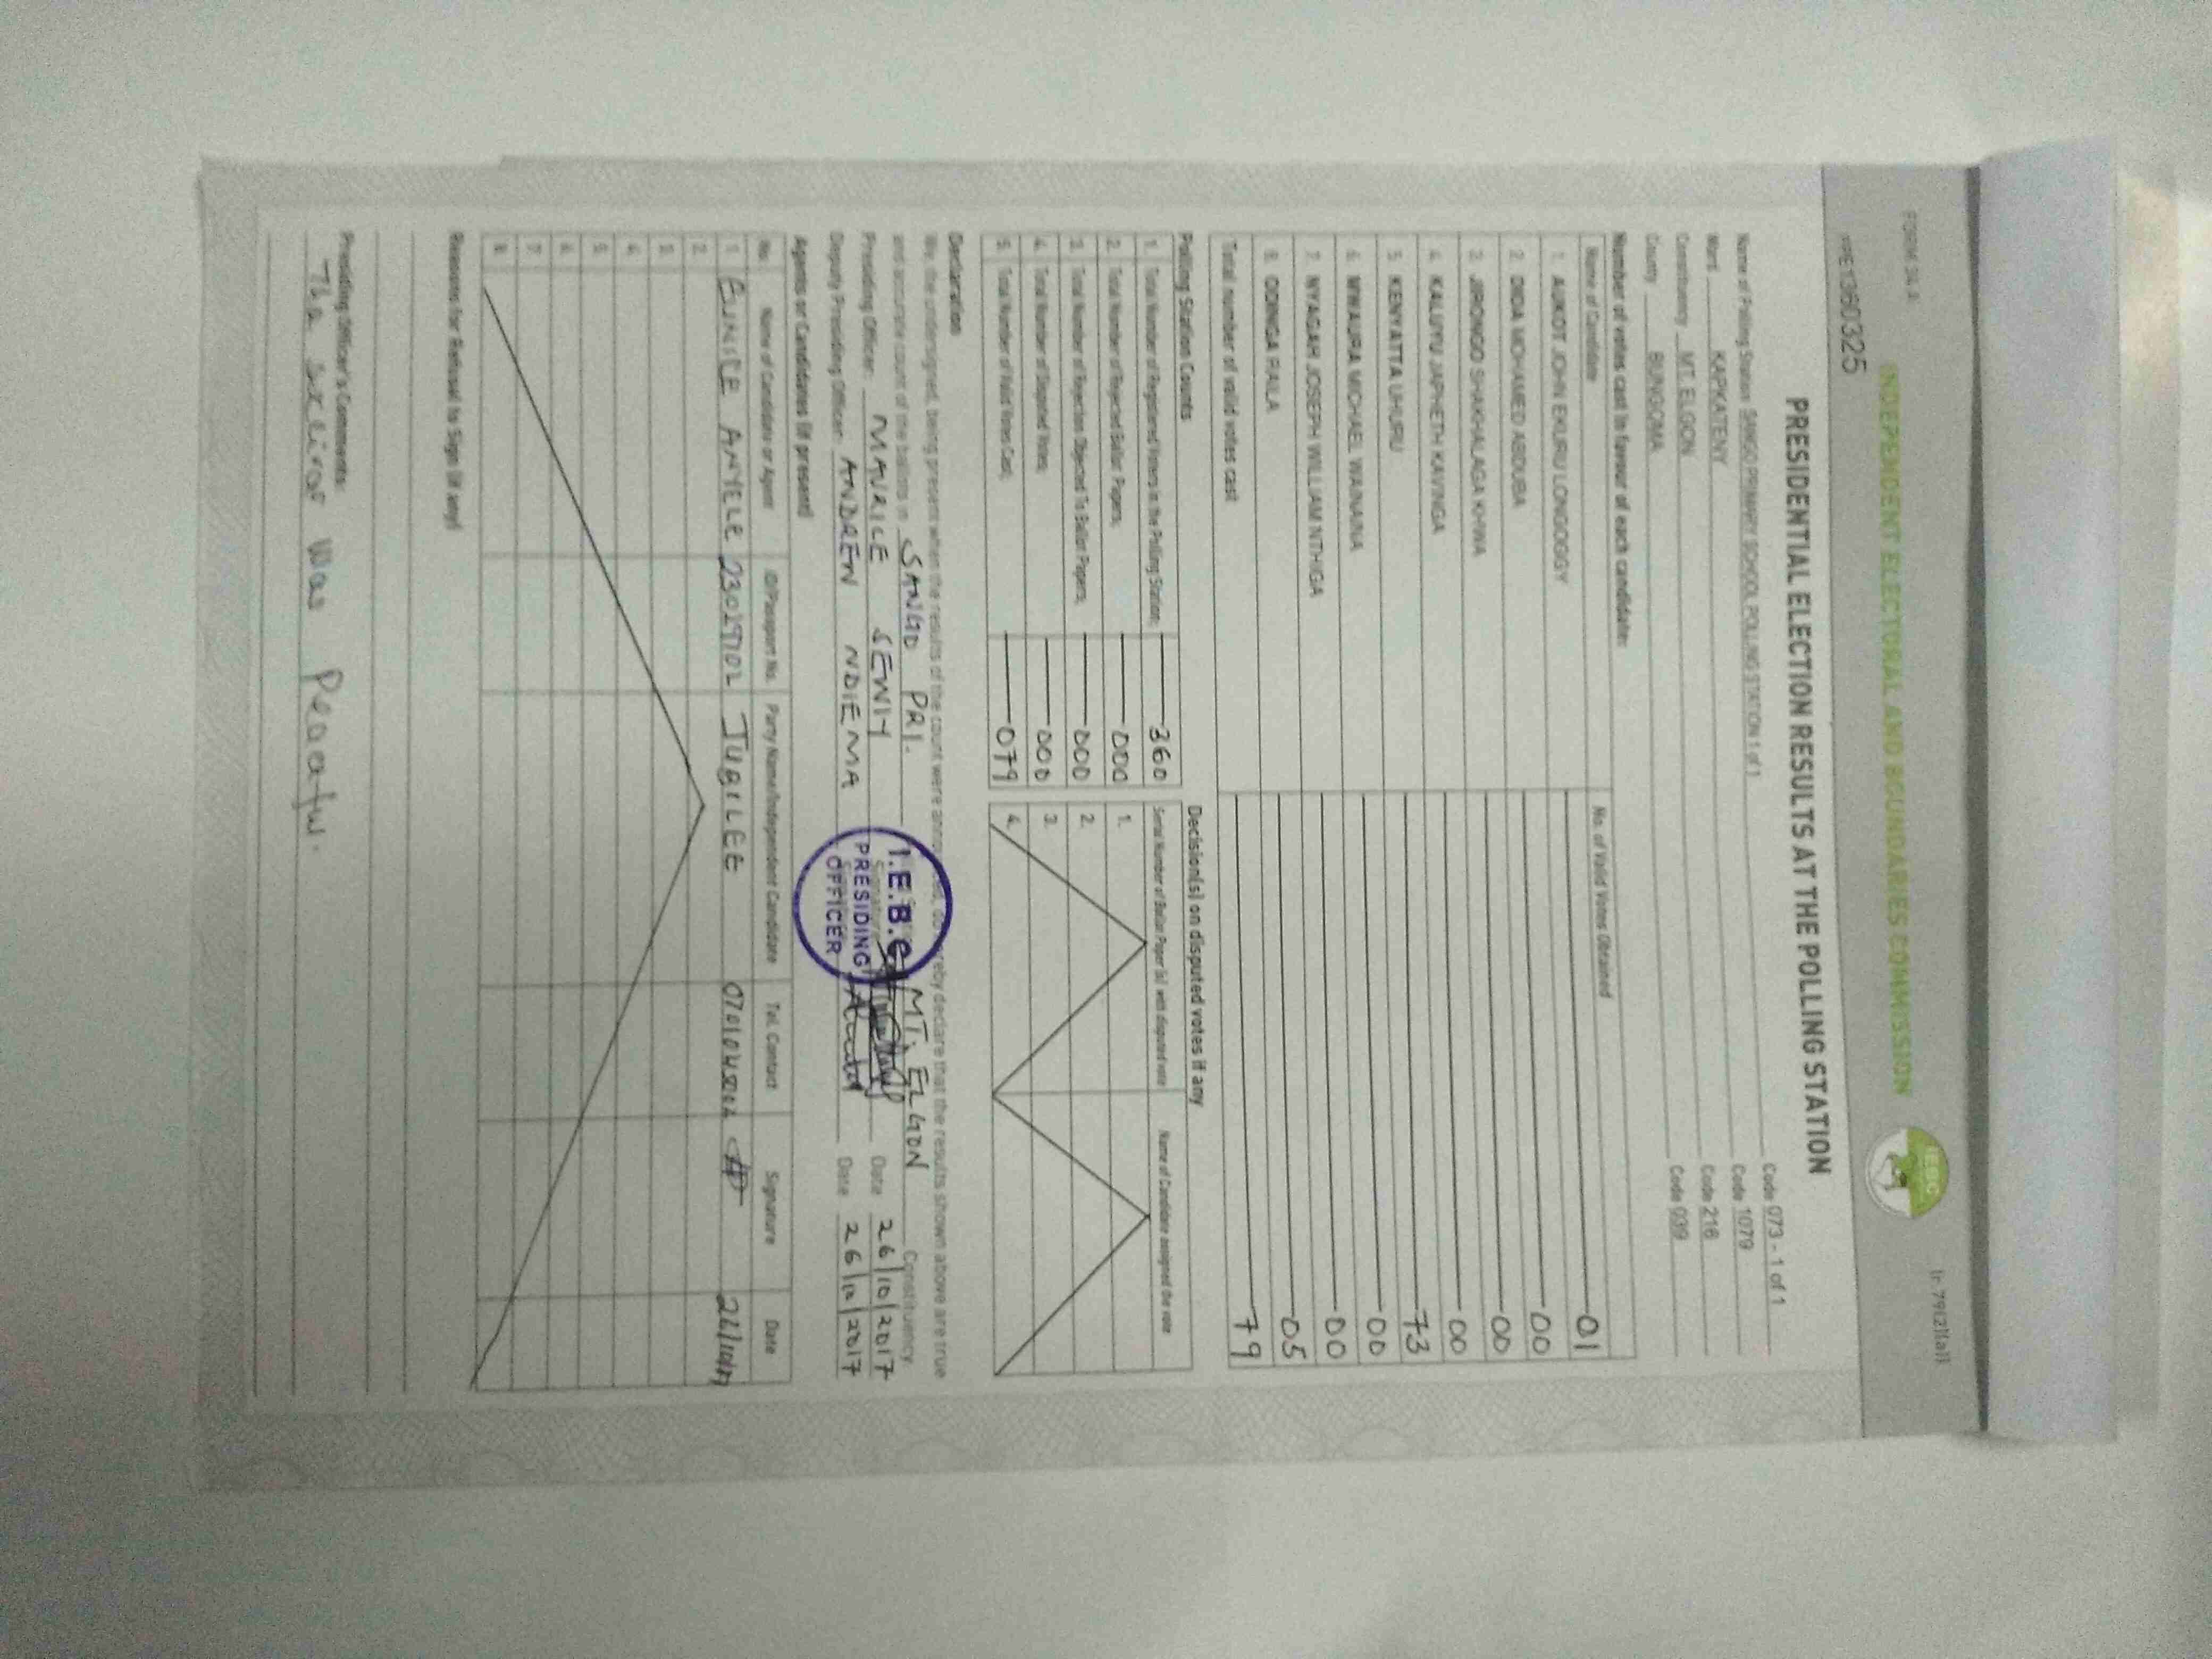 FORM 34 A
INDEPENDENT ELECTORAL AND BOUNDARIES COMMISSION
IEBC
(r. 79(2)(a))
PRE1360325
PRESIDENTIAL ELECTION RESULTS AT THE POLLING STATION
Name of Polling Station SANGO PRIMARY SCHOOL POLLING STATION 1 of 1 Code 073 - 1 of 1
Ward KAPKATENY Code 1079
Constituency MT. ELGON Code 216
County BUNGOMA Code 039
Number of votes cast in favour of each candidate:
Name of Candidate No. of Valid Votes Obtained
1. AUKOT JOHN EKURU LONGOGGY 01
2. DIDA MOHAMED ABDUBA 00
3. JIRONGO SHAKHALAGA KHWA 00
4. KALUYU JAPHETH KAVINGA 00
5. KENYATTA UHURU 73
6. MWAURA MICHAEL WAINAINA 00
7. NYAGAH JOSEPH WILLIAM NTHIGA 00
8. ODINGA RAILA 05
Total number of valid votes cast 79
Polling Station Counts
1. Total Number of Registered Voters in the Polling Station; 360
2. Total Number of Rejected Ballot Papers; 000
3. Total Number of Rejection Objected To Ballot Papers; 000
4. Total Number of Disputed Votes; 000
5. Total Number of Valid Votes Cast; 079
Decision(s) on disputed votes if any
Serial Number of Ballot Paper (s) with disputed vote Name of Candidate assigned the vote
1.
2.
3.
4.
Declaration
We, the undersigned, being present when the results of the count were announced, do hereby declare that the results shown above are true
and accurate count of the ballots in SANGO PRI. MT. ELGON Constituency
Presiding Officer: MAURICE SEWIH Signature Date 26/10/2017
Deputy Presiding Officer: ANDREW NDIEMA Date 26/10/2017
I.E.B.C
PRESIDING
OFFICER
Agents or Candidates (if present)
No. Name of Candidate or Agent ID/Passport No. Party Name/Independent Candidate Tel. Contact Signature Date
1 EUNICE 23029702 JUBILEE 26/10/17
2
3
4
5
6
7
8
Reasons for Refusal to Sign (if any)
Presiding Officer's Comments:
The was Peaceful.